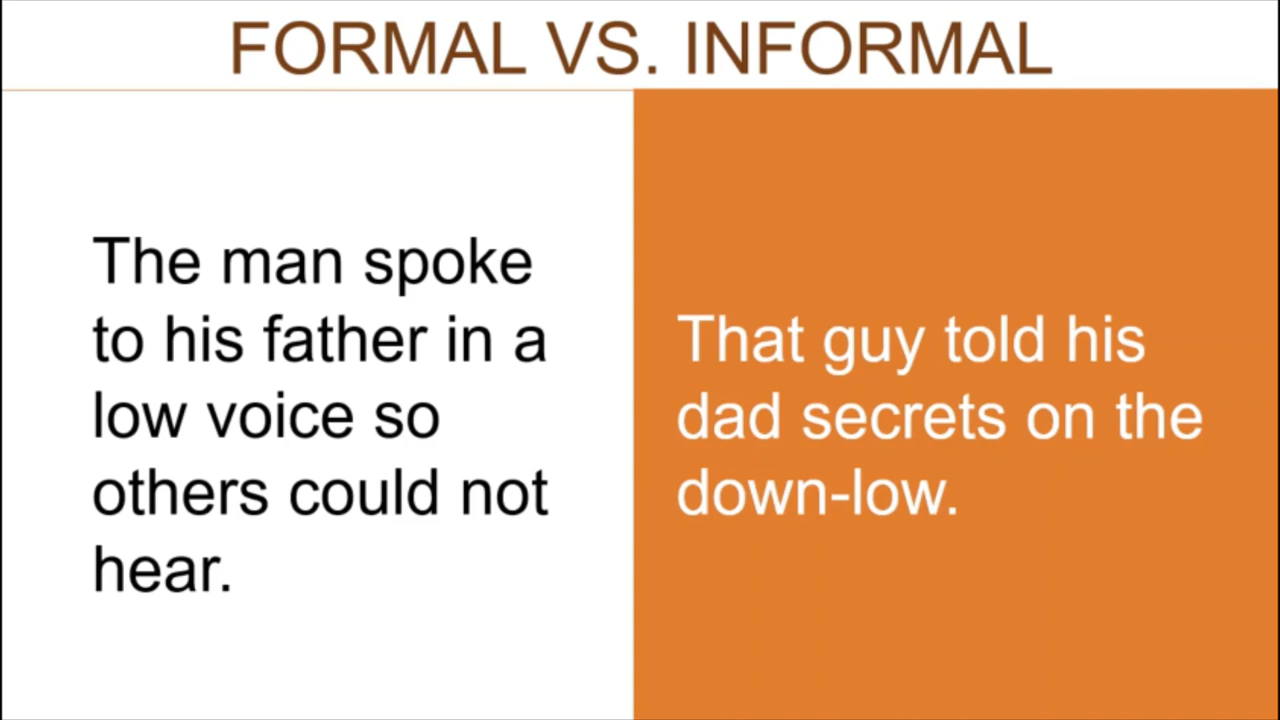 FORMAL VS. INFORMAL
The man spoke
to his father in a
low voice so
others could not
hear.
That guy told his
dad secrets on the
down-low.